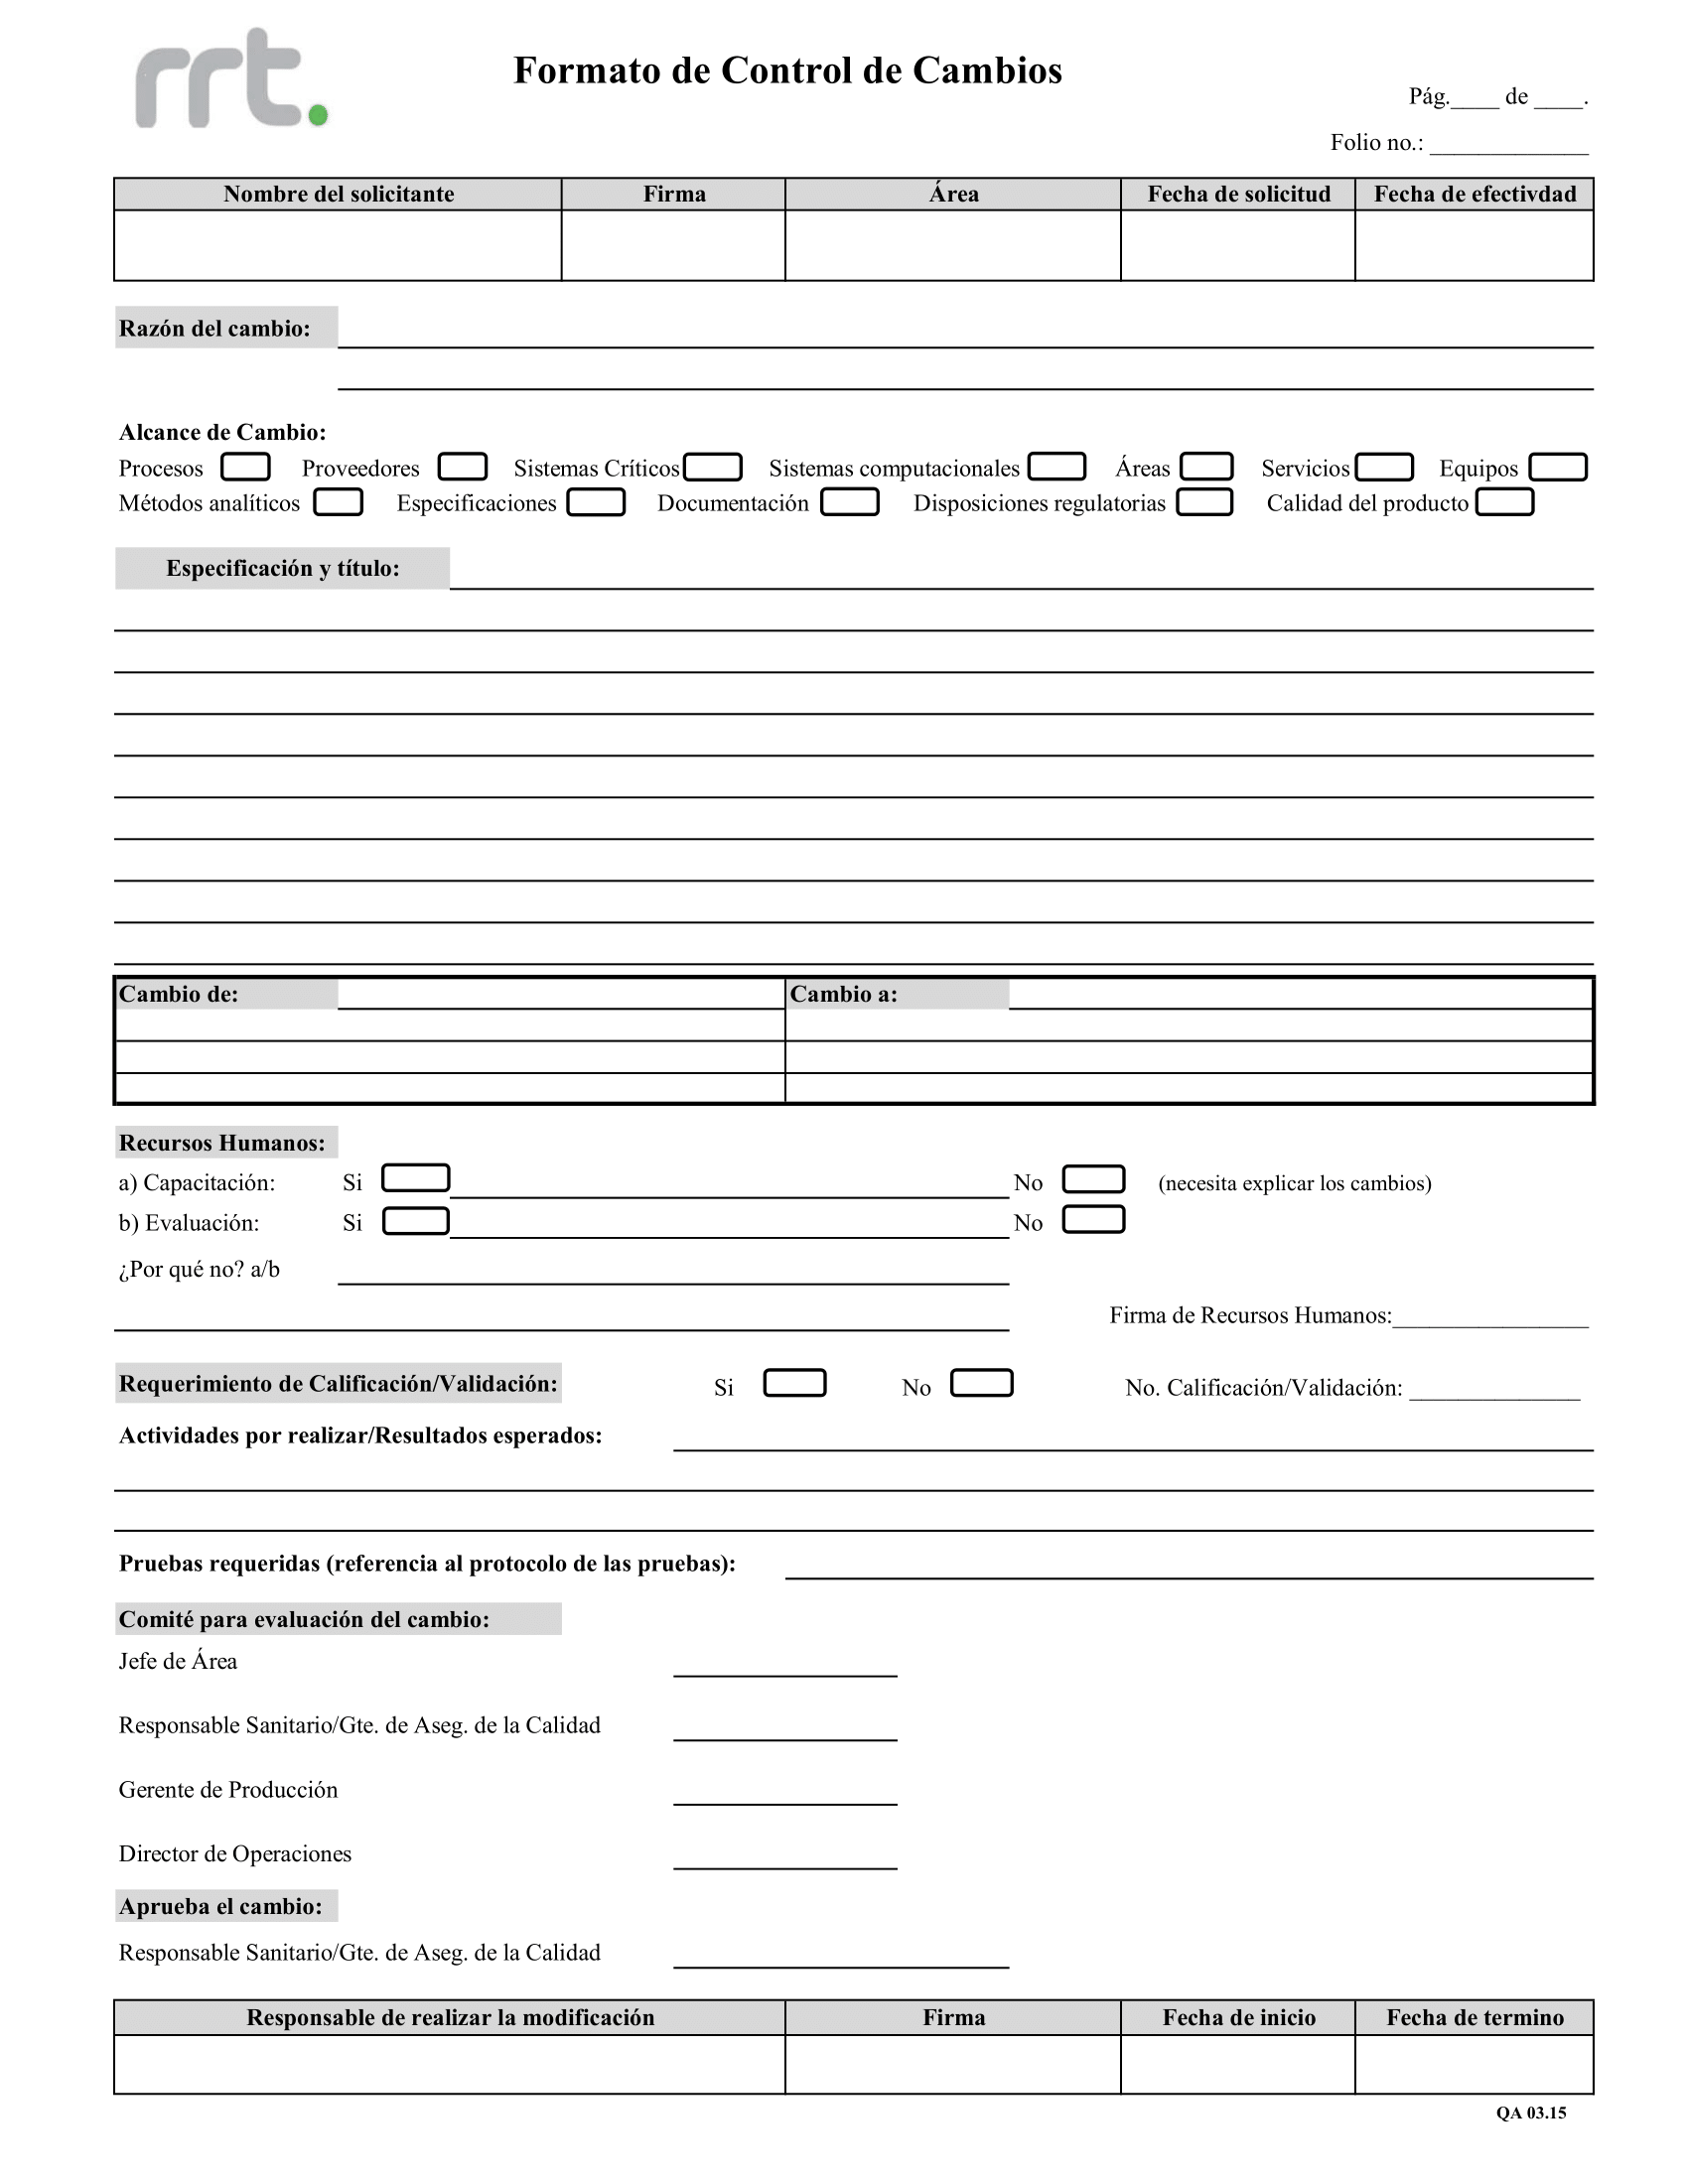 rrt.
Formato de Control de Cambios
Pág.____ de ____.
Folio no.: _____________
Nombre del solicitante Firma Área Fecha de solicitud Fecha de efectivdad
Razón del cambio:
Alcance de Cambio:
Procesos Proveedores Sistemas Críticos Sistemas computacionales Áreas Servicios Equipos
Métodos analíticos Especificaciones Documentación Disposiciones regulatorias Calidad del producto
Especificación y título:
Cambio de: Cambio a:
Recursos Humanos:
a) Capacitación: Si No (necesita explicar los cambios)
b) Evaluación: Si No
¿Por qué no? a/b
Firma de Recursos Humanos:________________
Requerimiento de Calificación/Validación: Si No No. Calificación/Validación: ______________
Actividades por realizar/Resultados esperados:
Pruebas requeridas (referencia al protocolo de las pruebas):
Comité para evaluación del cambio:
Jefe de Área
Responsable Sanitario/Gte. de Aseg. de la Calidad
Gerente de Producción
Director de Operaciones
Aprueba el cambio:
Responsable Sanitario/Gte. de Aseg. de la Calidad
Responsable de realizar la modificación Firma Fecha de inicio Fecha de termino
QA 03.15